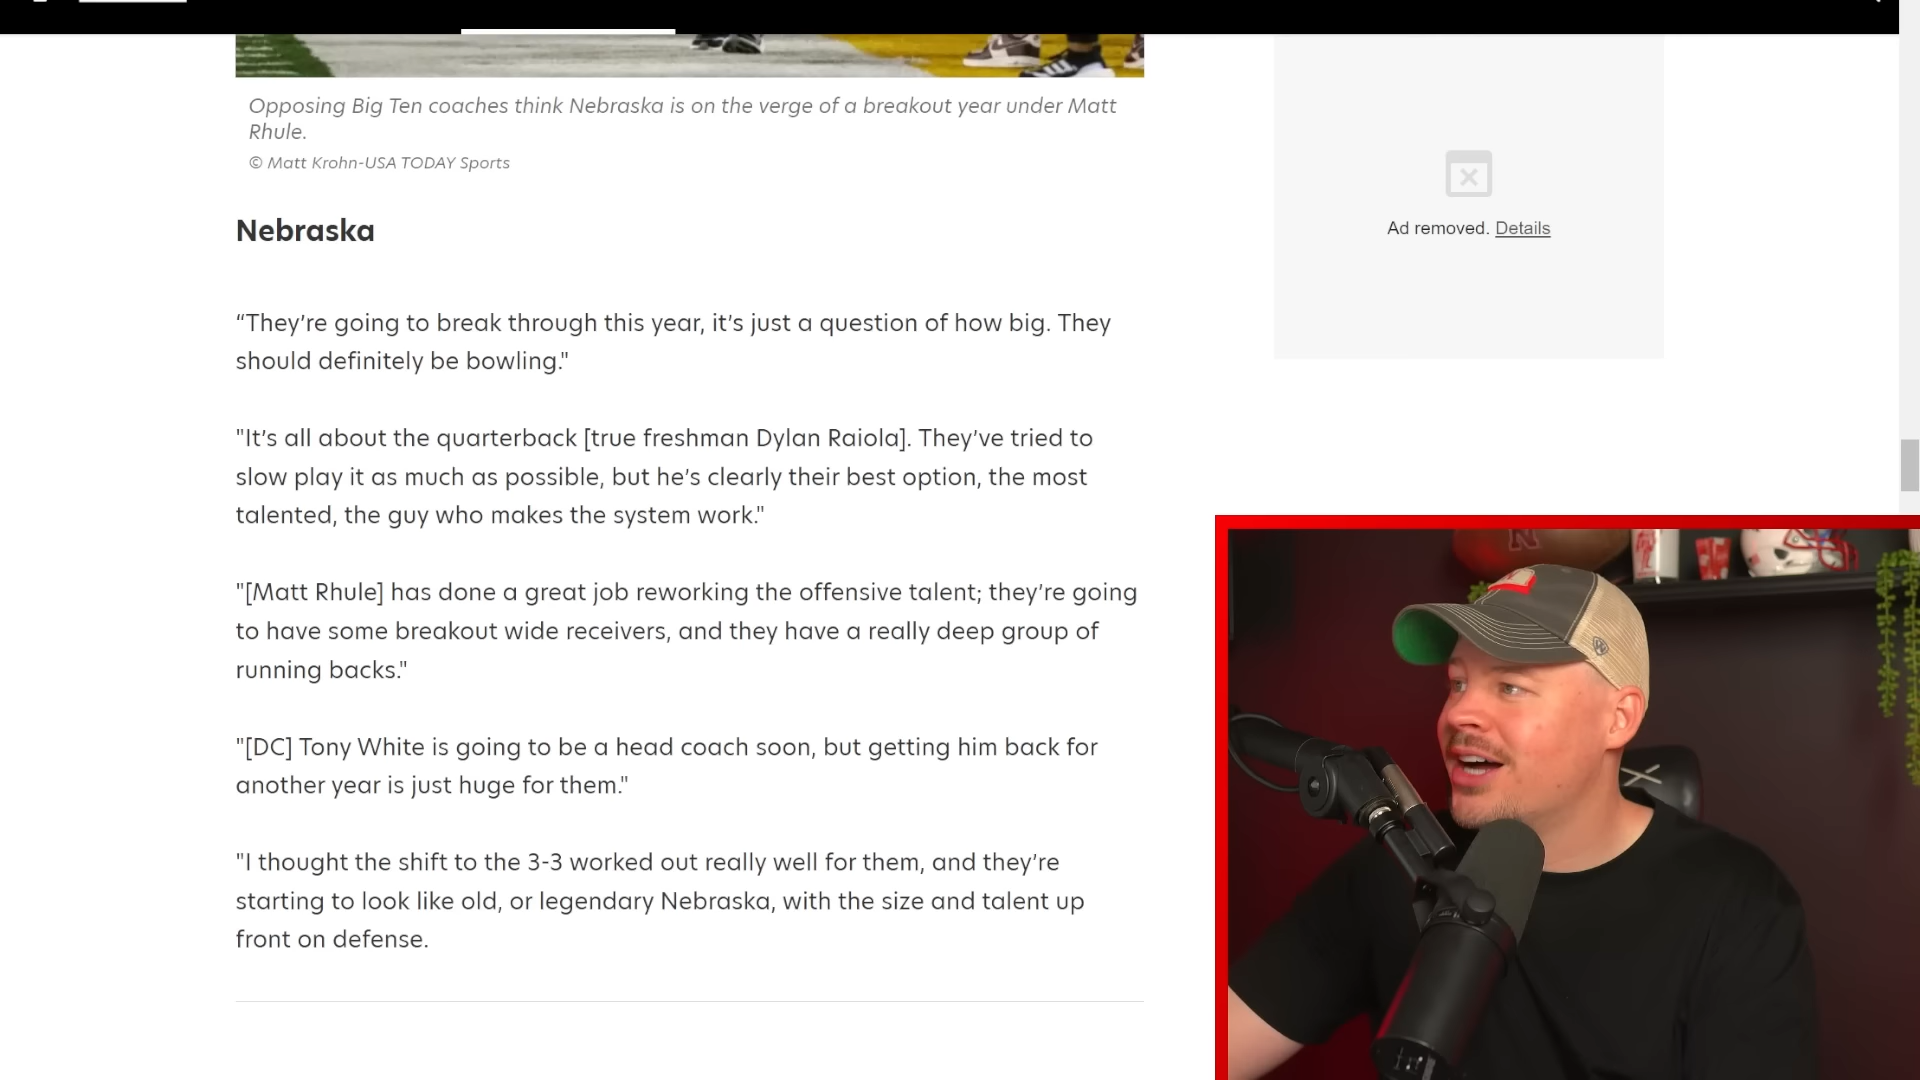 Opposing Big Ten coaches think Nebraska is on the verge of a breakout year under Matt
Rhule.
© Matt Krohn-USA TODAY Sports
Nebraska
“They’re going to break through this year, it’s just a question of how big. They
should definitely be bowling."
"It’s all about the quarterback [true freshman Dylan Raiola]. They’ve tried to
slow play it as much as possible, but he’s clearly their best option, the most
talented, the guy who makes the system work."
"[Matt Rhule] has done a great job reworking the offensive talent; they’re going
to have some breakout wide receivers, and they have a really deep group of
running backs."
"[DC] Tony White is going to be a head coach soon, but getting him back for
another year is just huge for them."
"I thought the shift to the 3-3 worked out really well for them, and they’re
starting to look like old, or legendary Nebraska, with the size and talent up
front on defense.
Ad removed. Details
N